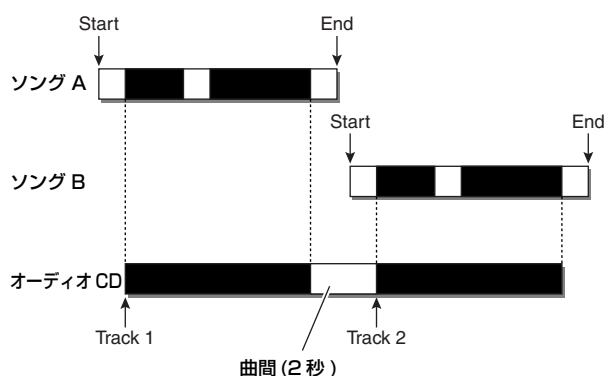 Start End
ソング A
Start End
ソング B
オーディオ CD
Track 1 Track 2
曲間 (2 秒 )